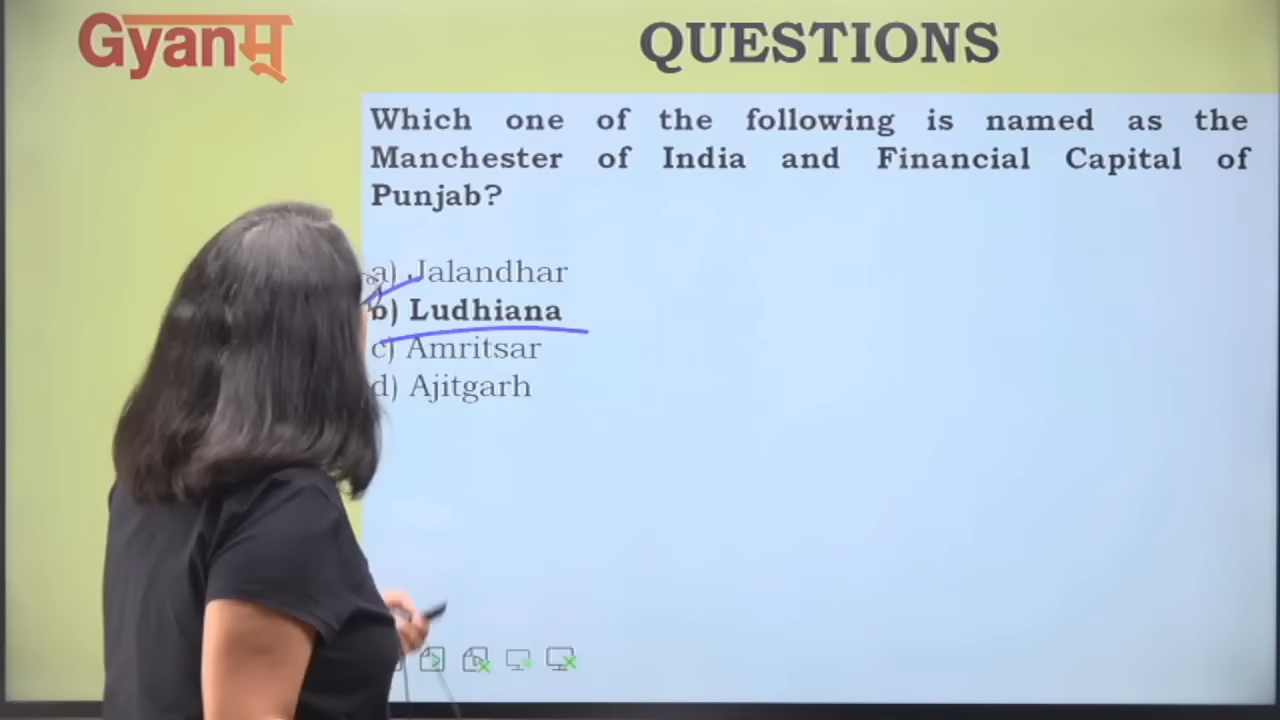 Gyanम्
QUESTIONS
Which one of the following is named as the
Manchester of India and Financial Capital of
Punjab?
a) Jalandhar
b) Ludhiana
c) Amritsar
d) Ajitgarh